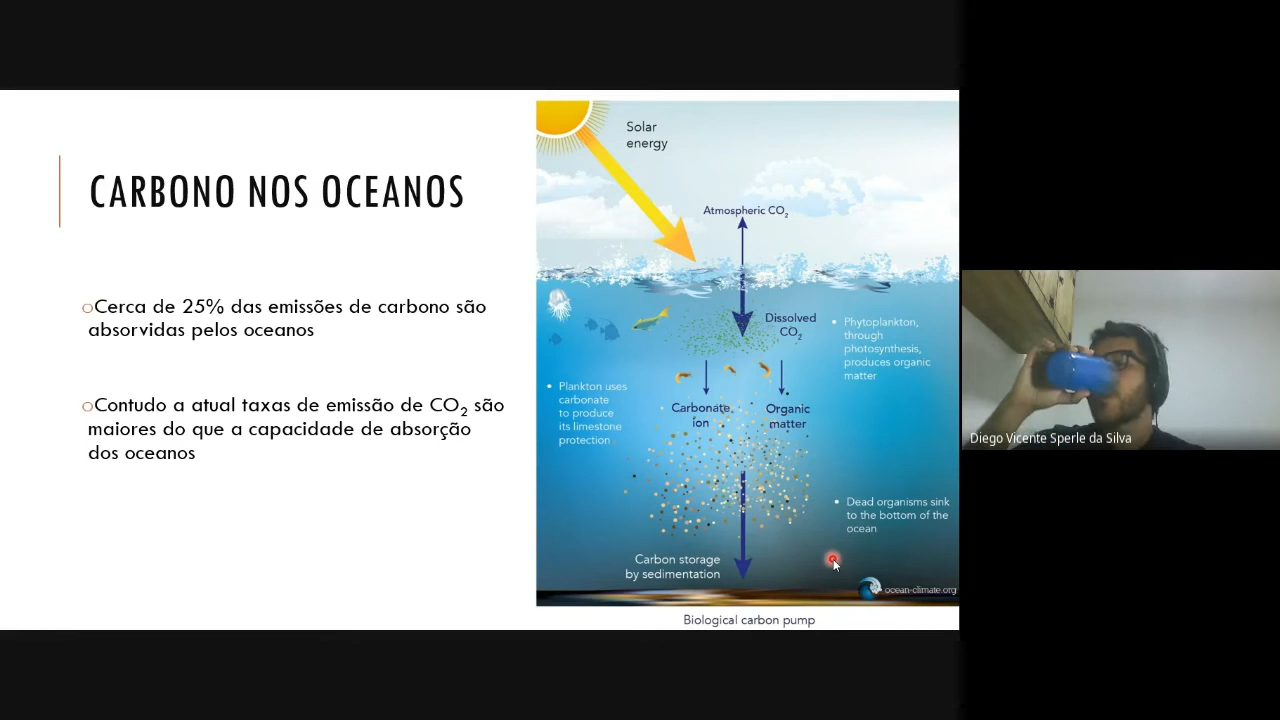 CARBONO NOS OCEANOS
oCerca de 25% das emissões de carbono são
absorvidas pelos oceanos
oContudo a atual taxas de emissão de CO₂ são
maiores do que a capacidade de absorção
dos oceanos
Solar
energy
Atmospheric CO₂
Dissolved
CO₂
• Phytoplankton,
through
photosynthesis,
produces organic
matter
• Plankton uses
carbonate
to produce
its limestone
protection
Carbonate
íon
Organic
matter
• Dead organisms sink
to the bottom of the
ocean
Carbon storage
by sedimentation
ocean-climate.org
Biological carbon pump
Diego Vicente Sperle da Silva